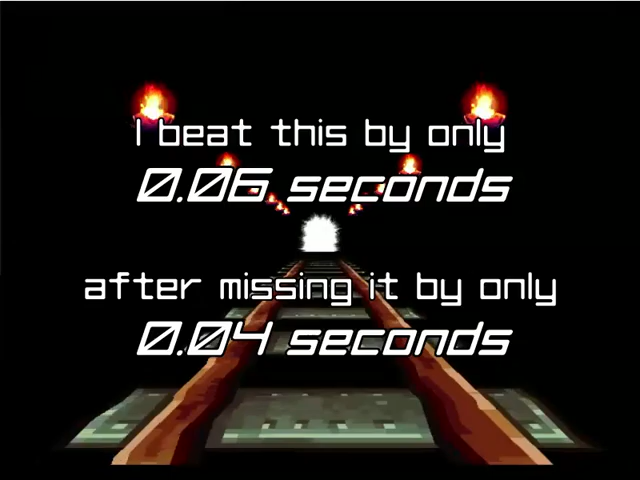 I beat this by only
0.06 seconds
after missing it by only
0.04 seconds